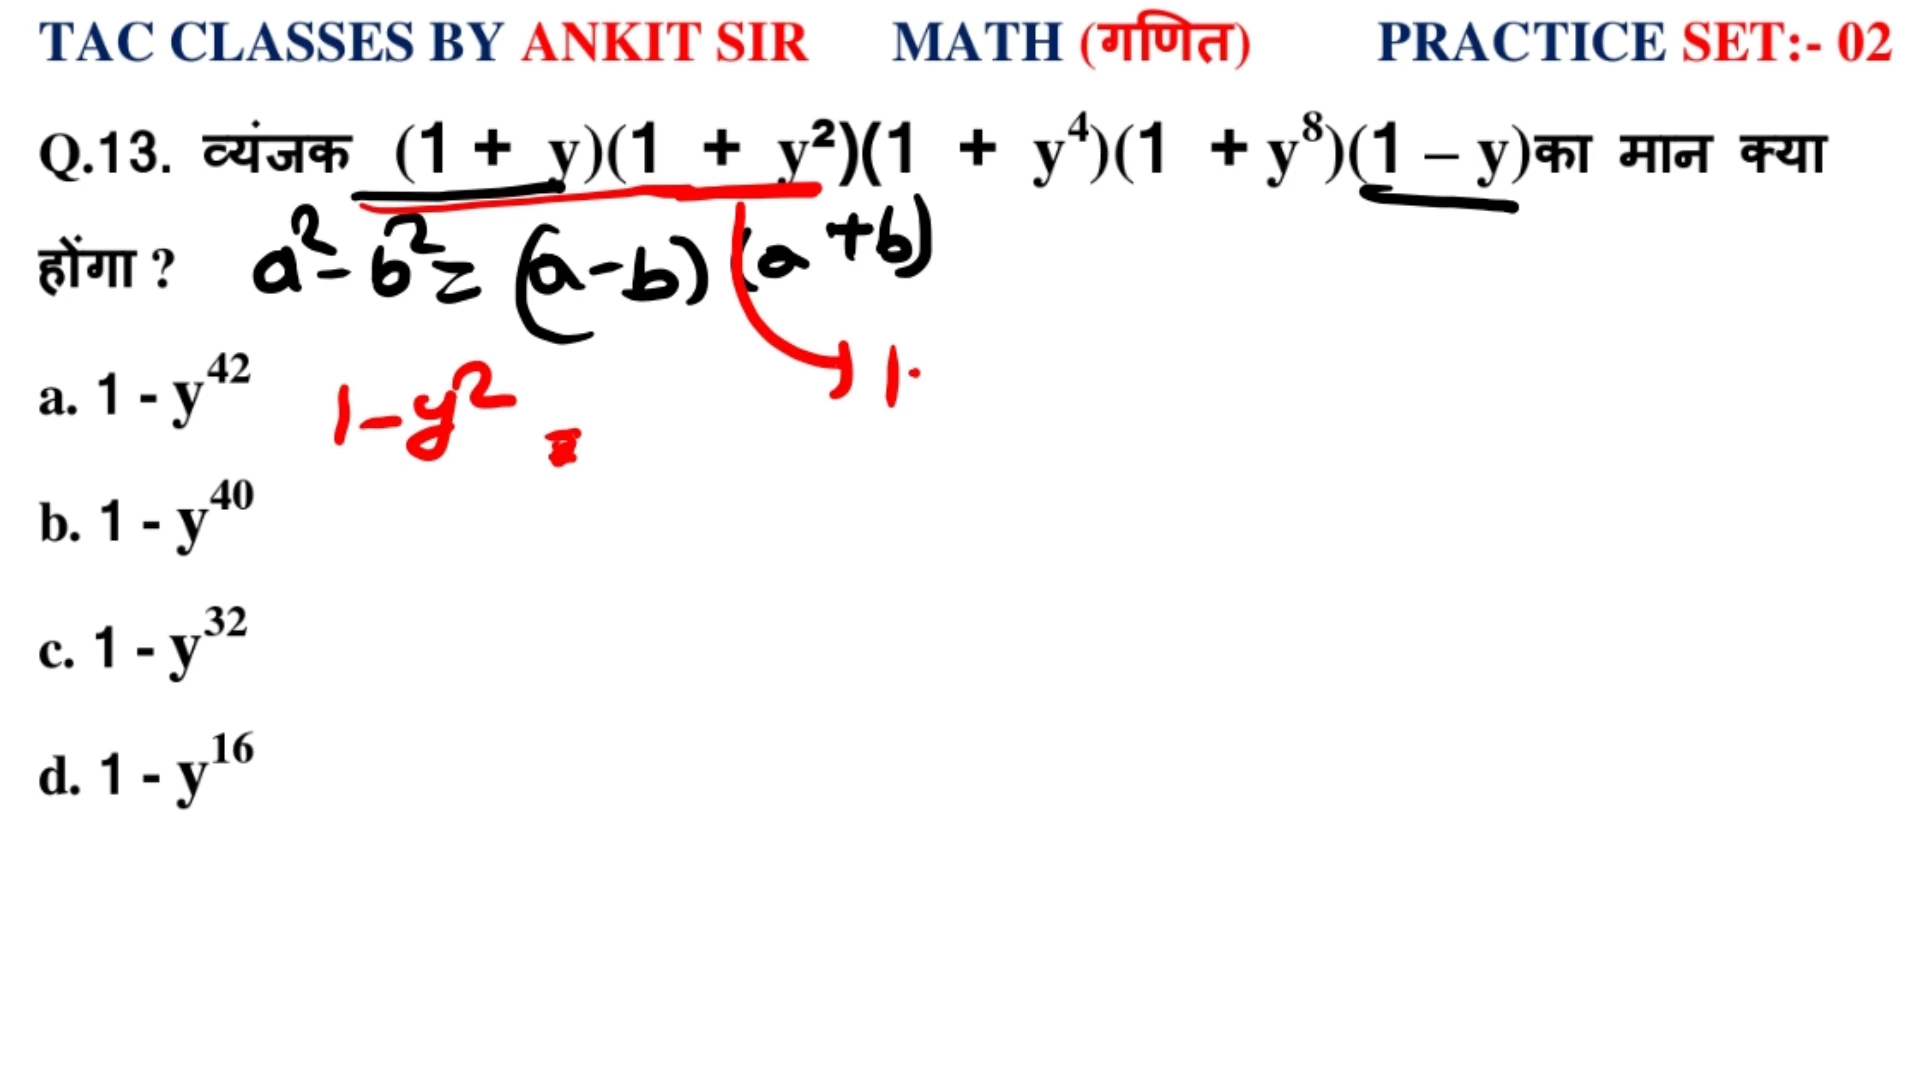 TAC CLASSES BY ANKIT SIR MATH (गणित) PRACTICE SET:- 02
Q.13. व्यंजक (1 + y)(1 + y²)(1 + y⁴)(1 + y⁸)(1 – y)का मान क्या
होंगा ? a² - b² = (a-b) (a+b)
1.
a. 1 - y⁴² 1-y² =
b. 1 - y⁴⁰
c. 1 - y³²
d. 1 - y¹⁶